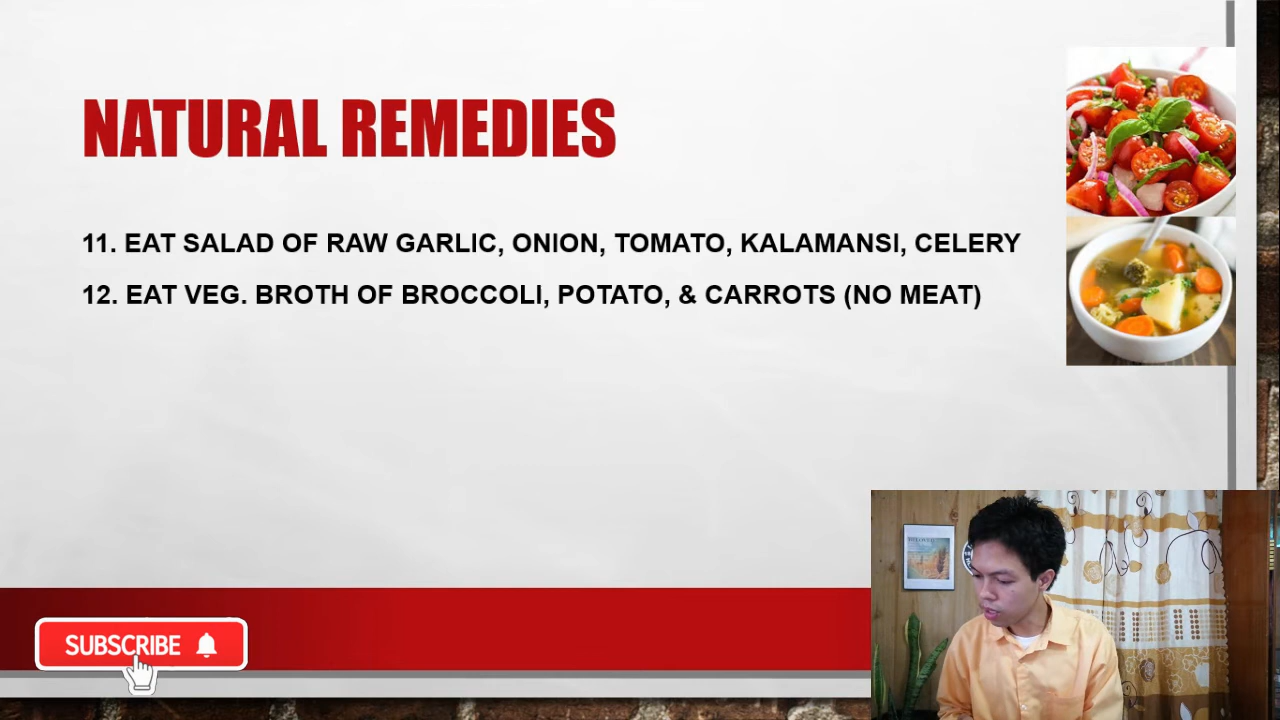 NATURAL REMEDIES
11. EAT SALAD OF RAW GARLIC, ONION, TOMATO, KALAMANSI, CELERY
12. EAT VEG. BROTH OF BROCCOLI, POTATO, & CARROTS (NO MEAT)
SUBSCRIBE